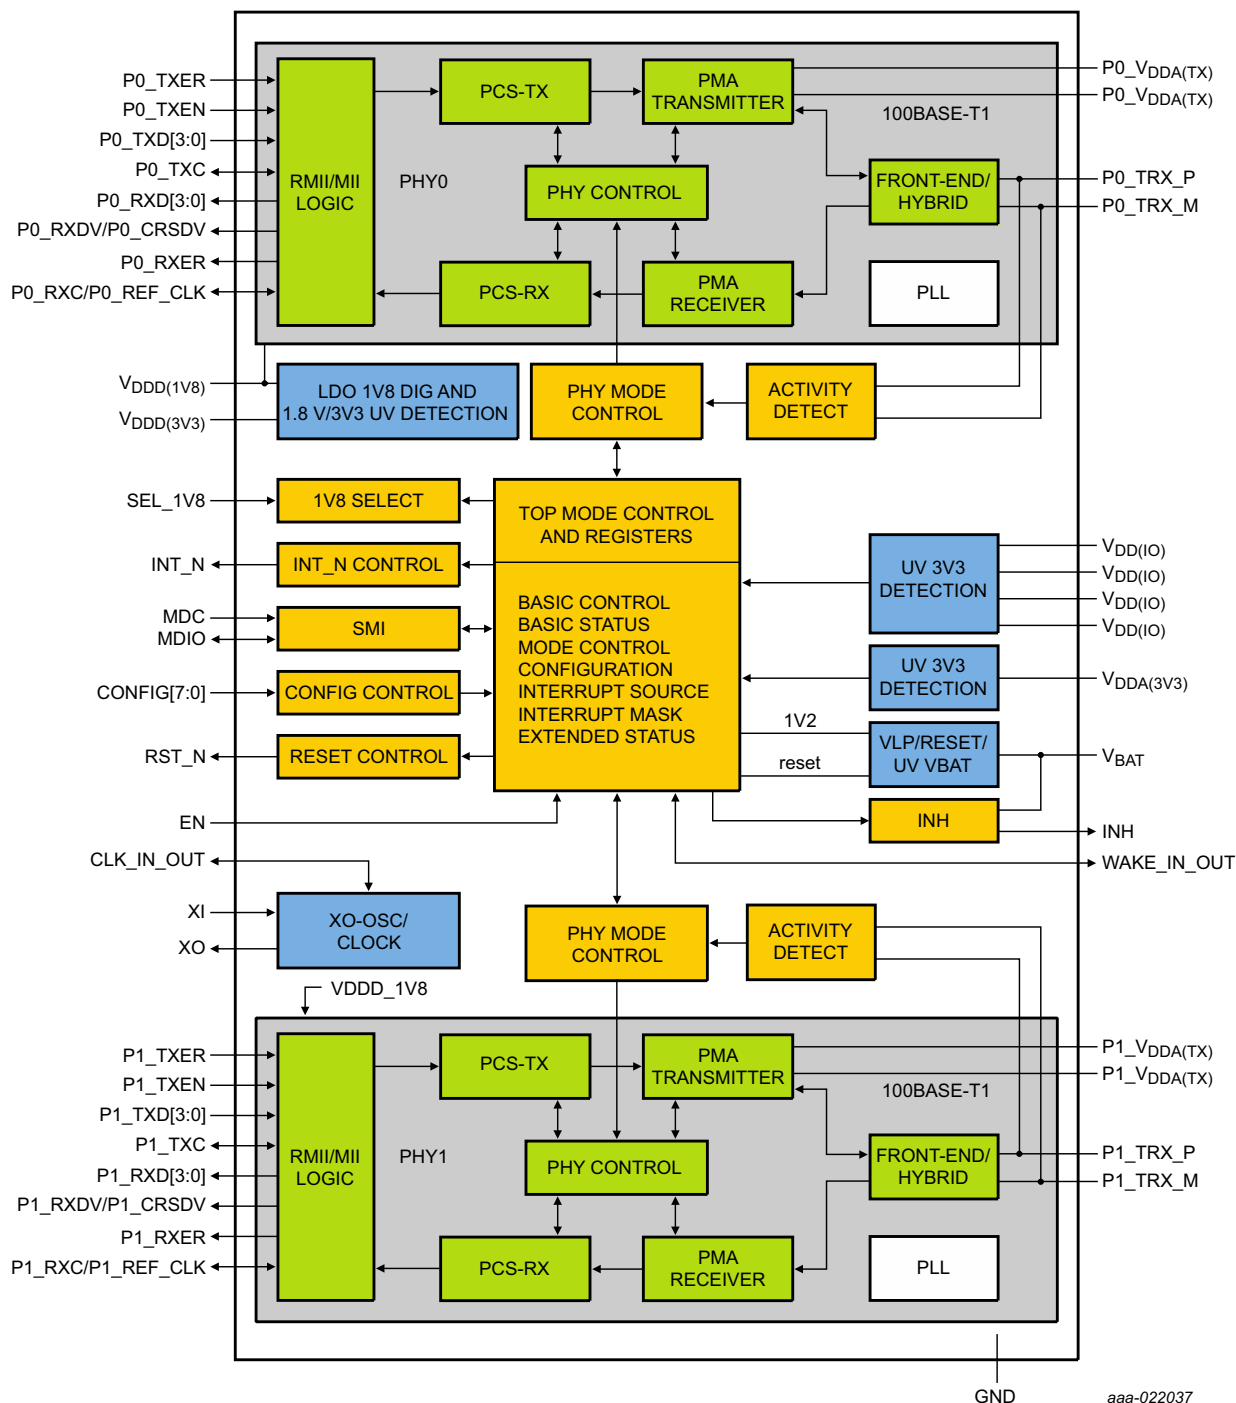 P0_TXER
P0_TXEN
P0_TXD[3:0]
P0_TXC
P0_RXD[3:0]
P0_RXDV/P0_CRSDV
P0_RXER
P0_RXC/P0_REF_CLK
RMII/MII
LOGIC
PHY0
PCS-TX
PMA
TRANSMITTER
PHY CONTROL
PCS-RX
PMA
RECEIVER
100BASE-T1
FRONT-END/
HYBRID
PLL
P0_VDDA(TX)
P0_VDDA(TX)
P0_TRX_P
P0_TRX_M
VDDD(1V8)
VDDD(3V3)
LDO 1V8 DIG AND
1.8 V/3V3 UV DETECTION
PHY MODE
CONTROL
ACTIVITY
DETECT
SEL_1V8
1V8 SELECT
INT_N
INT_N CONTROL
MDC
MDIO
SMI
CONFIG[7:0]
CONFIG CONTROL
RST_N
RESET CONTROL
TOP MODE CONTROL
AND REGISTERS
BASIC CONTROL
BASIC STATUS
MODE CONTROL
CONFIGURATION
INTERRUPT SOURCE
INTERRUPT MASK
EXTENDED STATUS
UV 3V3
DETECTION
VDD(IO)
VDD(IO)
VDD(IO)
VDD(IO)
UV 3V3
DETECTION
VDDA(3V3)
1V2
reset
VLP/RESET/
UV VBAT
VBAT
INH
INH
EN
CLK_IN_OUT
WAKE_IN_OUT
XI
XO
XO-OSC/
CLOCK
PHY MODE
CONTROL
ACTIVITY
DETECT
VDDD_1V8
P1_TXER
P1_TXEN
P1_TXD[3:0]
P1_TXC
P1_RXD[3:0]
P1_RXDV/P1_CRSDV
P1_RXER
P1_RXC/P1_REF_CLK
RMII/MII
LOGIC
PHY1
PCS-TX
PMA
TRANSMITTER
PHY CONTROL
PCS-RX
PMA
RECEIVER
100BASE-T1
FRONT-END/
HYBRID
PLL
P1_VDDA(TX)
P1_VDDA(TX)
P1_TRX_P
P1_TRX_M
GND
aaa-022037